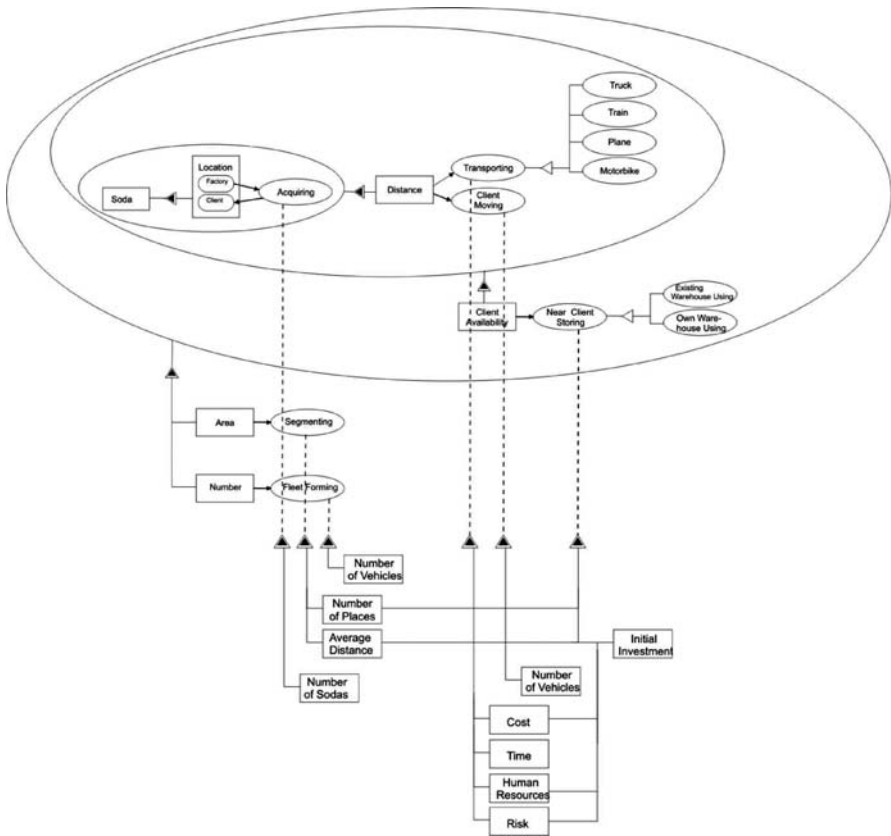 Truck
Train
Plane
Motorbike
Transporting
Client
Moving
Distance
Location
Factory
Client
Acquiring
Soda
Client
Availability
Near Client
Storing
Existing
Warehouse Using
Own Ware-
house Using
Area
Segmenting
Number
Fleet Forming
Number
of Vehicles
Number
of Places
Average
Distance
Initial
Investment
Number
of Sodas
Number
of Vehicles
Cost
Time
Human
Resources
Risk